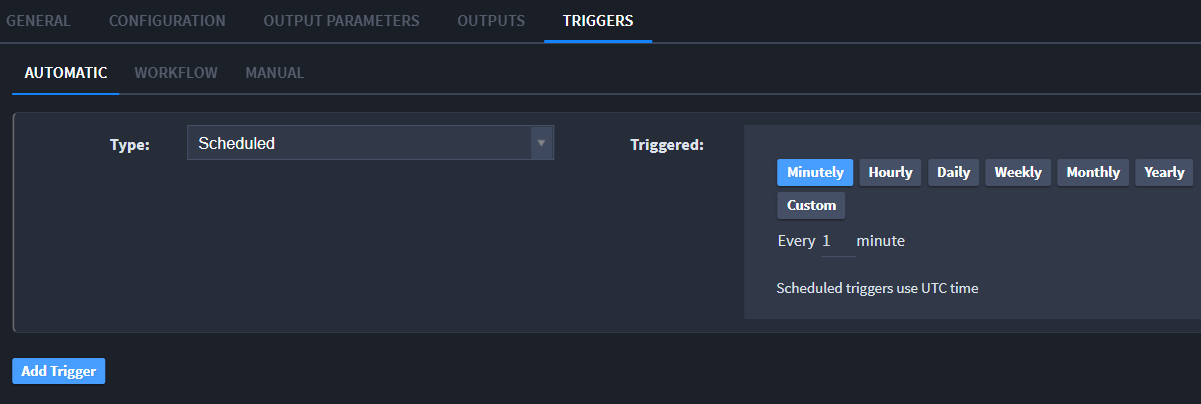 GENERAL CONFIGURATION OUTPUT PARAMETERS OUTPUTS TRIGGERS
AUTOMATIC WORKFLOW MANUAL
Type: Scheduled Triggered:
Minutely Hourly Daily Weekly Monthly Yearly
Custom
Every 1 minute
Scheduled triggers use UTC time
Add Trigger